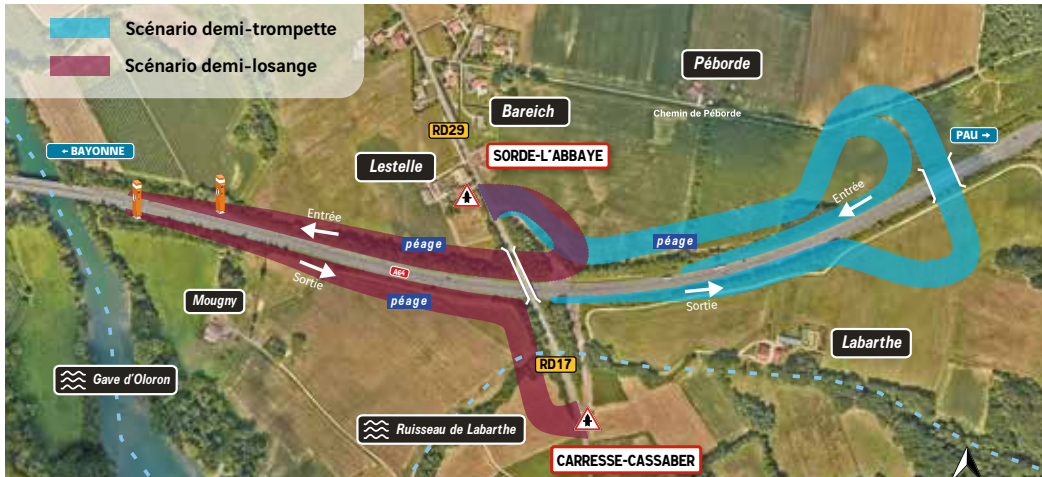 Scénario demi-trompette
Scénario demi-losange
Péborde
Chemin de Péborde
Bareich
RD29
← BAYONNE
PAU →
SORDE-L'ABBAYE
Lestelle
Entrée
Entrée
péage
péage
A64
Sortie
péage
Sortie
Mougny
Labarthe
RD17
Gave d'Oloron
Ruisseau de Labarthe
CARRESSE-CASSABER